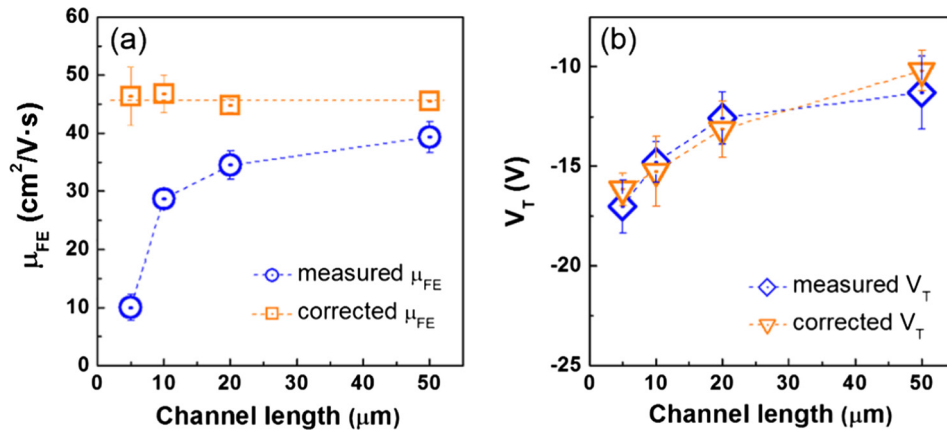 (a)
60
50
40
30
20
10
0
μFE (cm²/V·s)
measured μFE
corrected μFE
0 10 20 30 40 50
Channel length (μm)
(b)
-10
-15
-20
-25
VT (V)
measured VT
corrected VT
0 10 20 30 40 50
Channel length (μm)